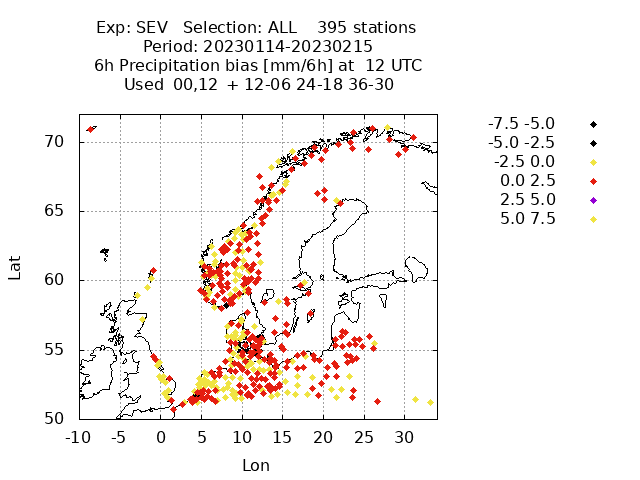 Exp: SEV   Selection: ALL    395 stations
Period: 20230114-20230215
6h Precipitation bias [mm/6h] at  12 UTC
Used  00,12  + 12-06 24-18 36-30
-7.5 -5.0
-5.0 -2.5
-2.5 0.0
0.0 2.5
2.5 5.0
5.0 7.5
Lat
70
65
60
55
50
-10 -5 0 5 10 15 20 25 30
Lon